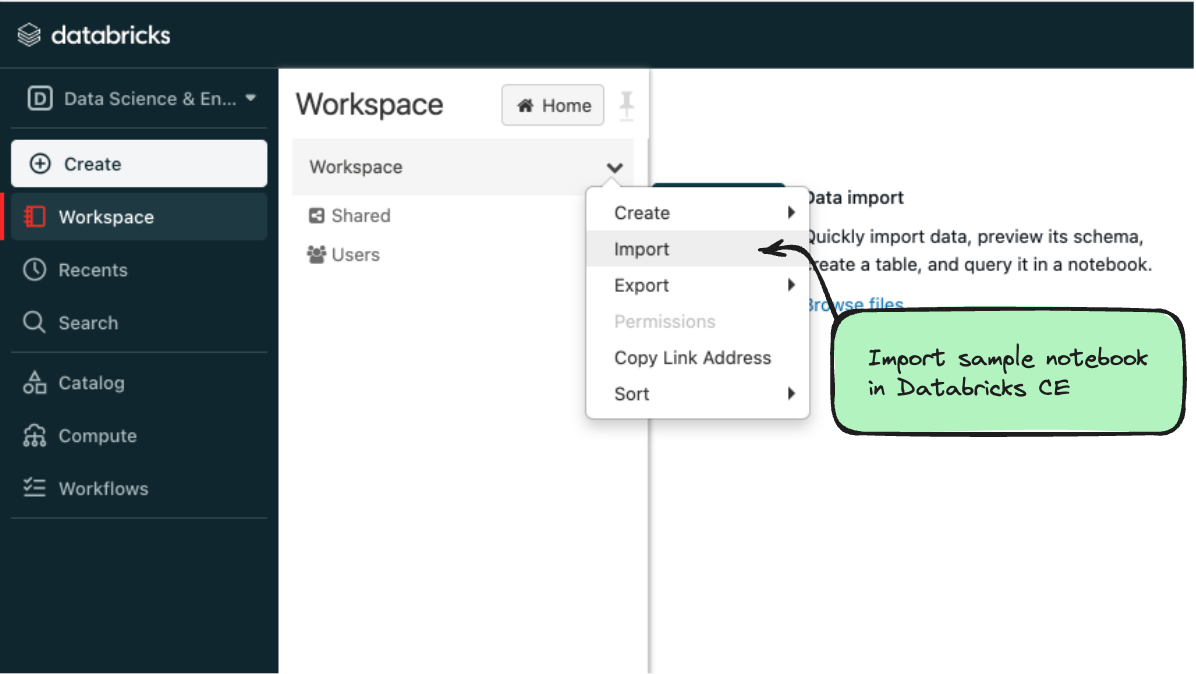 databricks
D Data Science & En...
Create
Workspace
Recents
Search
Catalog
Compute
Workflows
Workspace
Home
Workspace
Shared
Users
Create
Import
Export
Permissions
Copy Link Address
Sort
Data import
Quickly import data, preview its schema,
create a table, and query it in a notebook.
Browse files
Import sample notebook
in Databricks CE